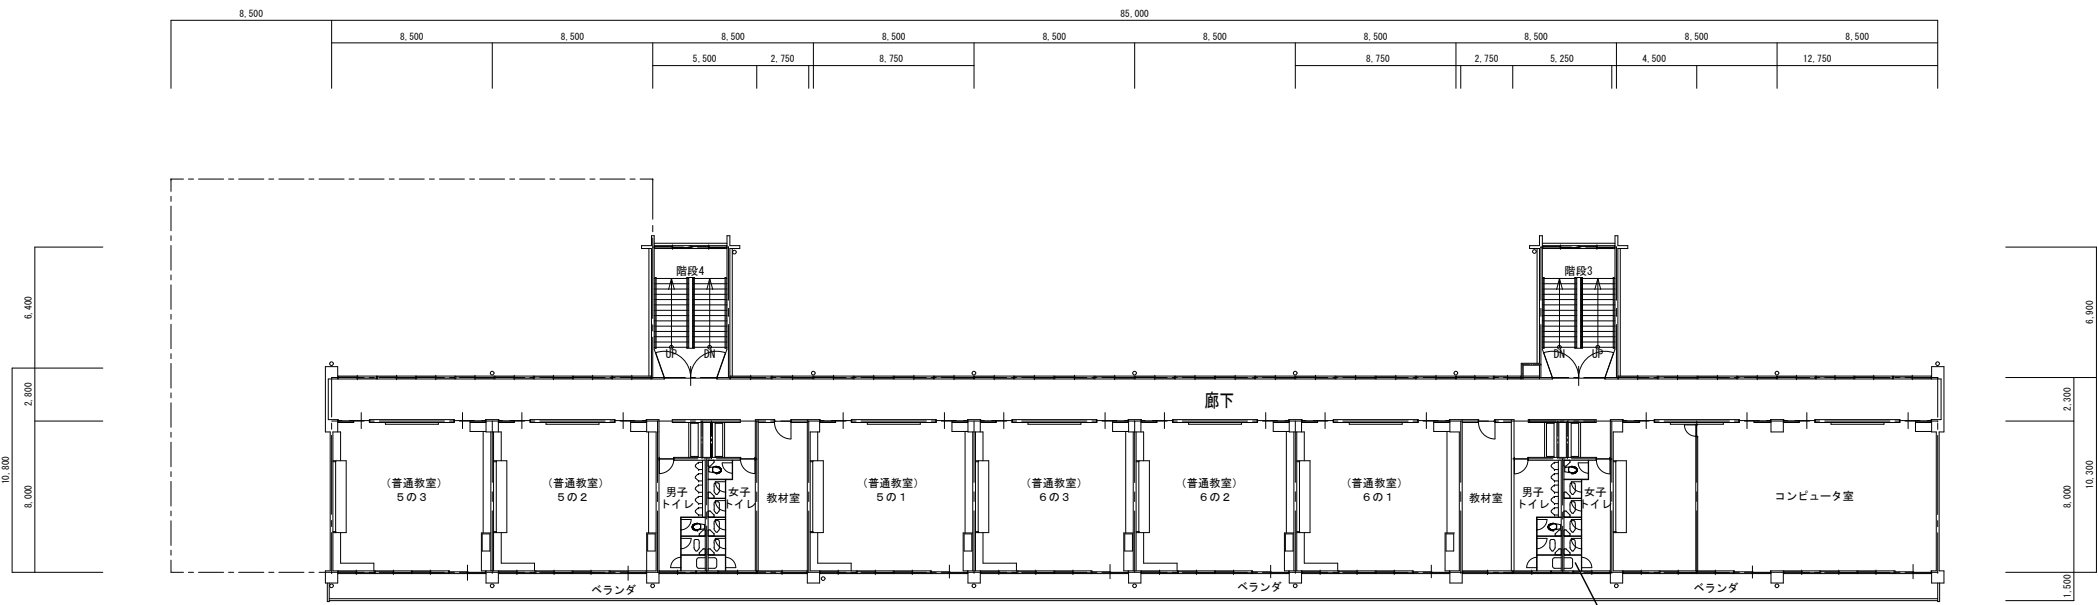 8,500
85,000
8,500
8,500
8,500
8,500
8,500
8,500
8,500
8,500
8,500
8,500
5,500
2,750
8,750
8,750
2,750
5,250
4,500
12,750
階段4
階段3
UP
DN
DN
UP
6,400
2,800
10,800
8,000
6,900
2,300
10,300
8,000
1,500
廊下
（普通教室）
5の3
（普通教室）
5の2
男子
トイレ
女子
トイレ
教材室
（普通教室）
5の1
（普通教室）
6の3
（普通教室）
6の2
（普通教室）
6の1
教材室
男子
トイレ
女子
トイレ
コンピュータ室
ベランダ
ベランダ
ベランダ